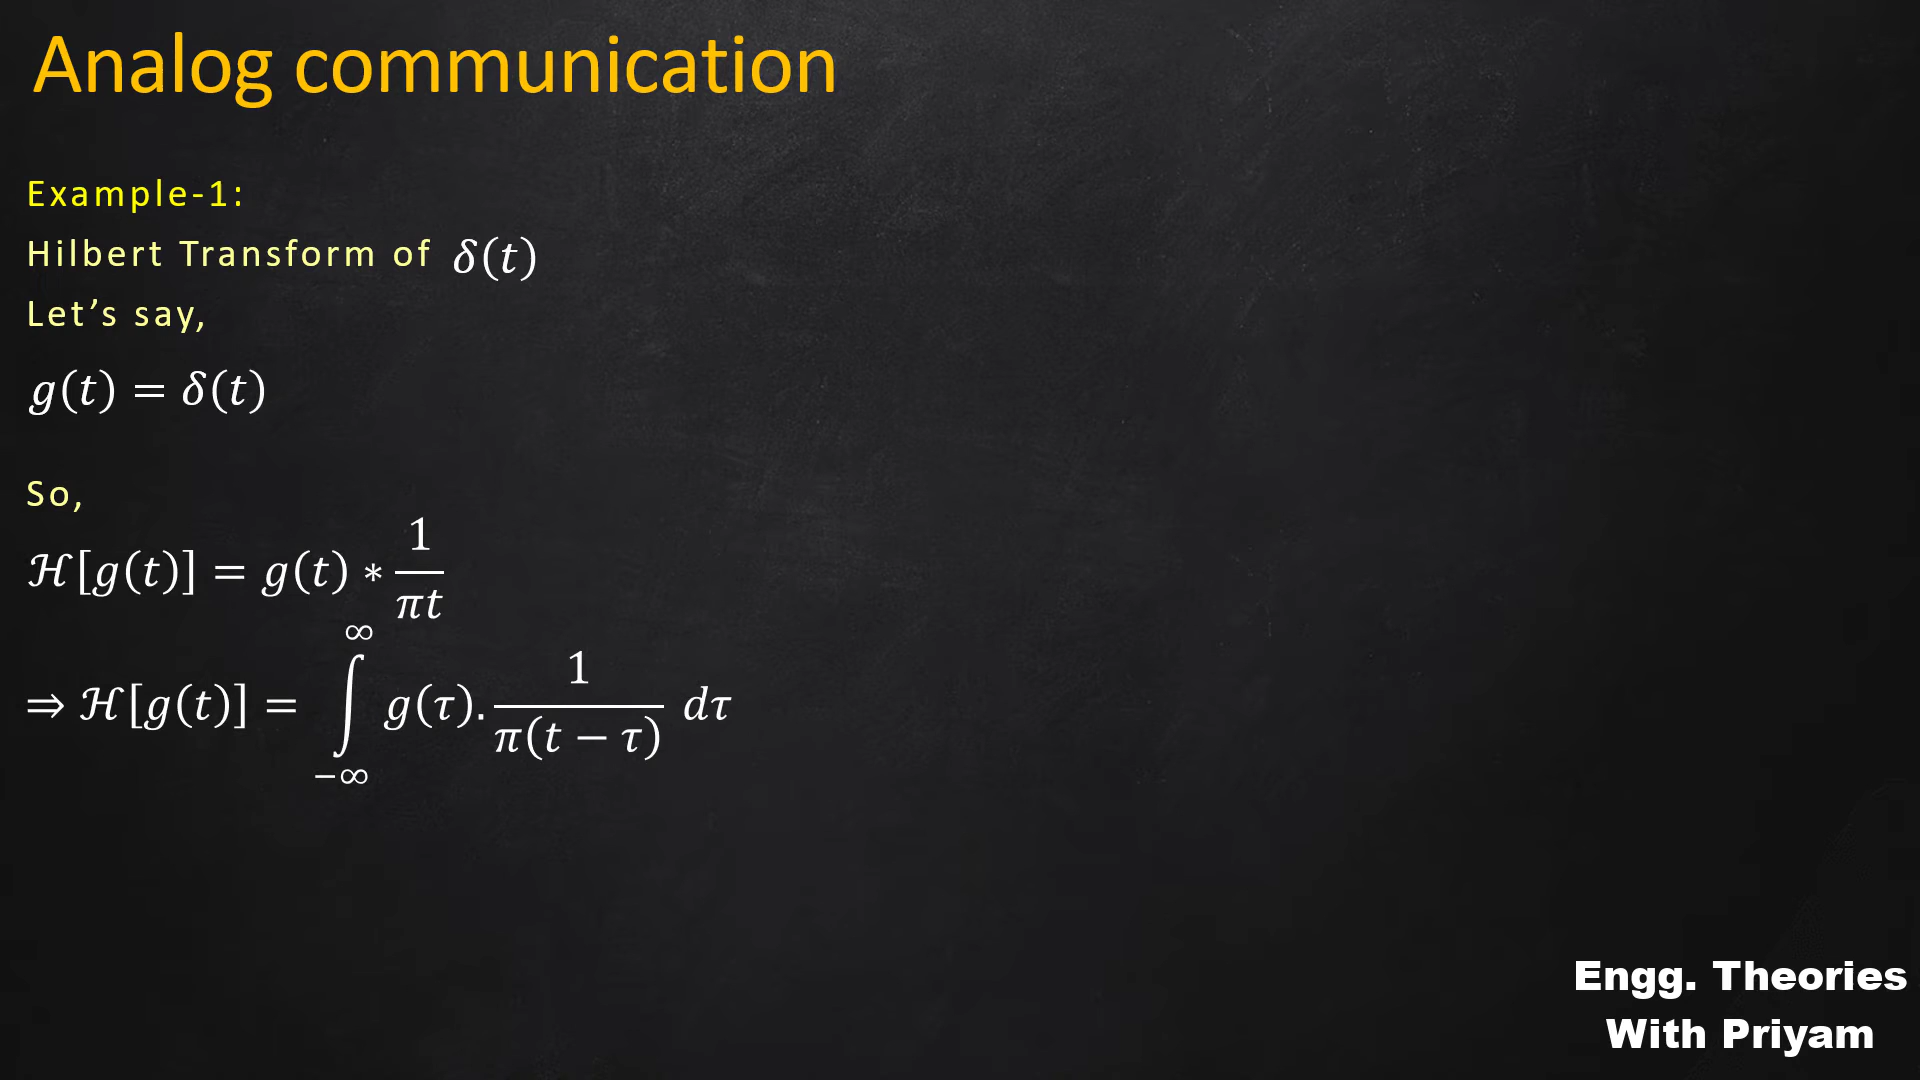 Analog communication
Example-1:
Hilbert Transform of δ(t)
Let’s say,
g(t) = δ(t)
So,
ℋ[g(t)] = g(t) * 1/πt
⇒ ℋ[g(t)] = ∫_{-∞}^{∞} g(τ). 1/π(t − τ) dτ
Engg. Theories
With Priyam